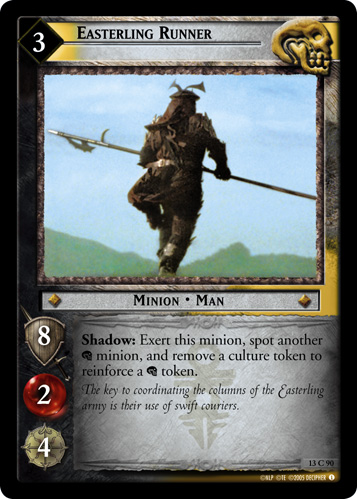 3
EASTERLING RUNNER
MINION • MAN
8
Shadow: Exert this minion, spot another
minion, and remove a culture token to
reinforce a token.
2
The key to coordinating the columns of the Easterling
army is their use of swift couriers.
4
13 C 90
©NLP ©TE ©2005 DECIPHER